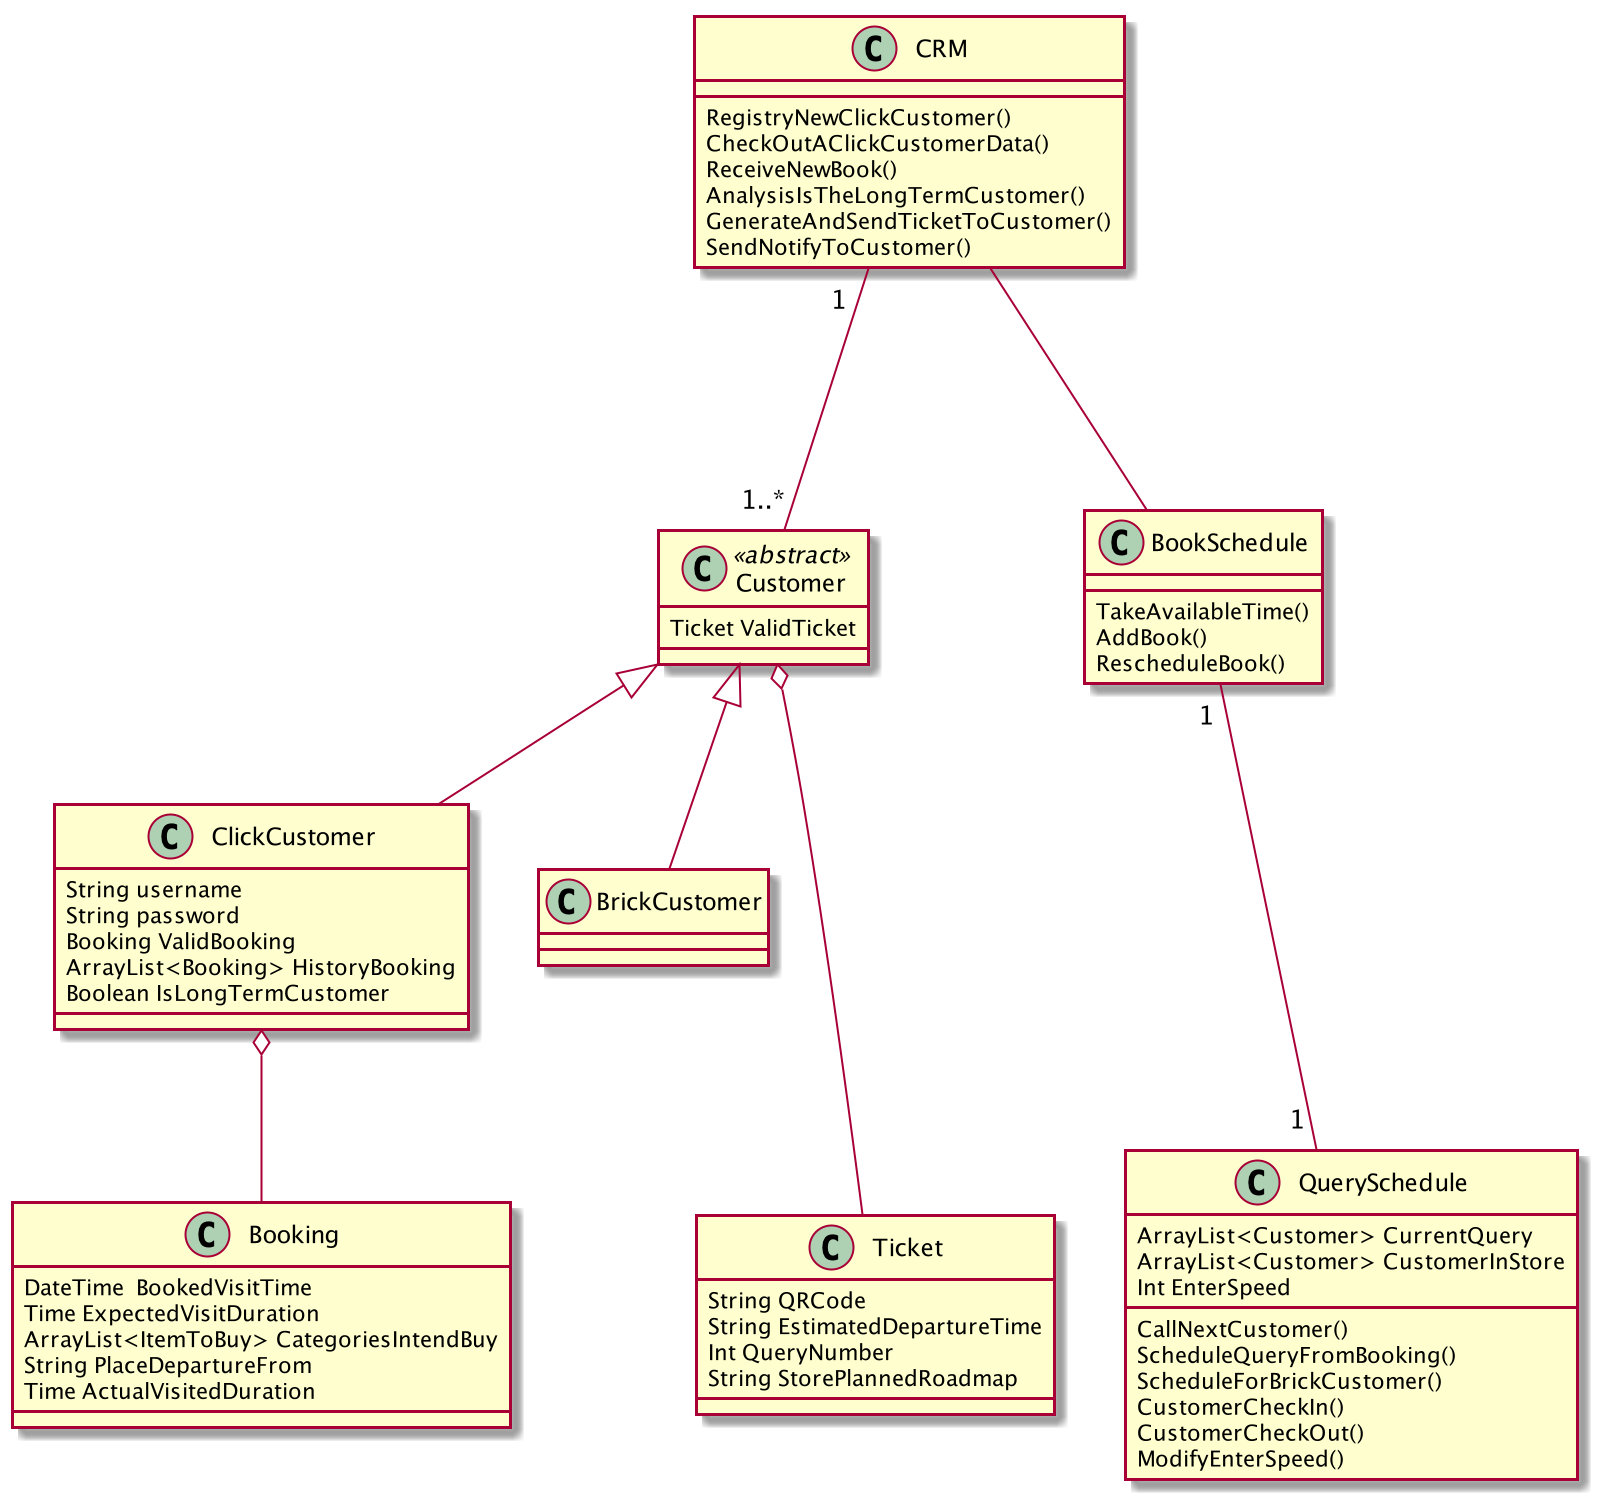 C CRM
RegistryNewClickCustomer()
CheckOutAClickCustomerData()
ReceiveNewBook()
AnalysisIsTheLongTermCustomer()
GenerateAndSendTicketToCustomer()
SendNotifyToCustomer()
1
1..*
«abstract»
C Customer
Ticket ValidTicket
C BookSchedule
TakeAvailableTime()
AddBook()
RescheduleBook()
1
1
C ClickCustomer
String username
String password
Booking ValidBooking
ArrayList<Booking> HistoryBooking
Boolean IsLongTermCustomer
C BrickCustomer
C Booking
DateTime  BookedVisitTime
Time ExpectedVisitDuration
ArrayList<ItemToBuy> CategoriesIntendBuy
String PlaceDepartureFrom
Time ActualVisitedDuration
C Ticket
String QRCode
String EstimatedDepartureTime
Int QueryNumber
String StorePlannedRoadmap
C QuerySchedule
ArrayList<Customer> CurrentQuery
ArrayList<Customer> CustomerInStore
Int EnterSpeed
CallNextCustomer()
ScheduleQueryFromBooking()
ScheduleForBrickCustomer()
CustomerCheckIn()
CustomerCheckOut()
ModifyEnterSpeed()